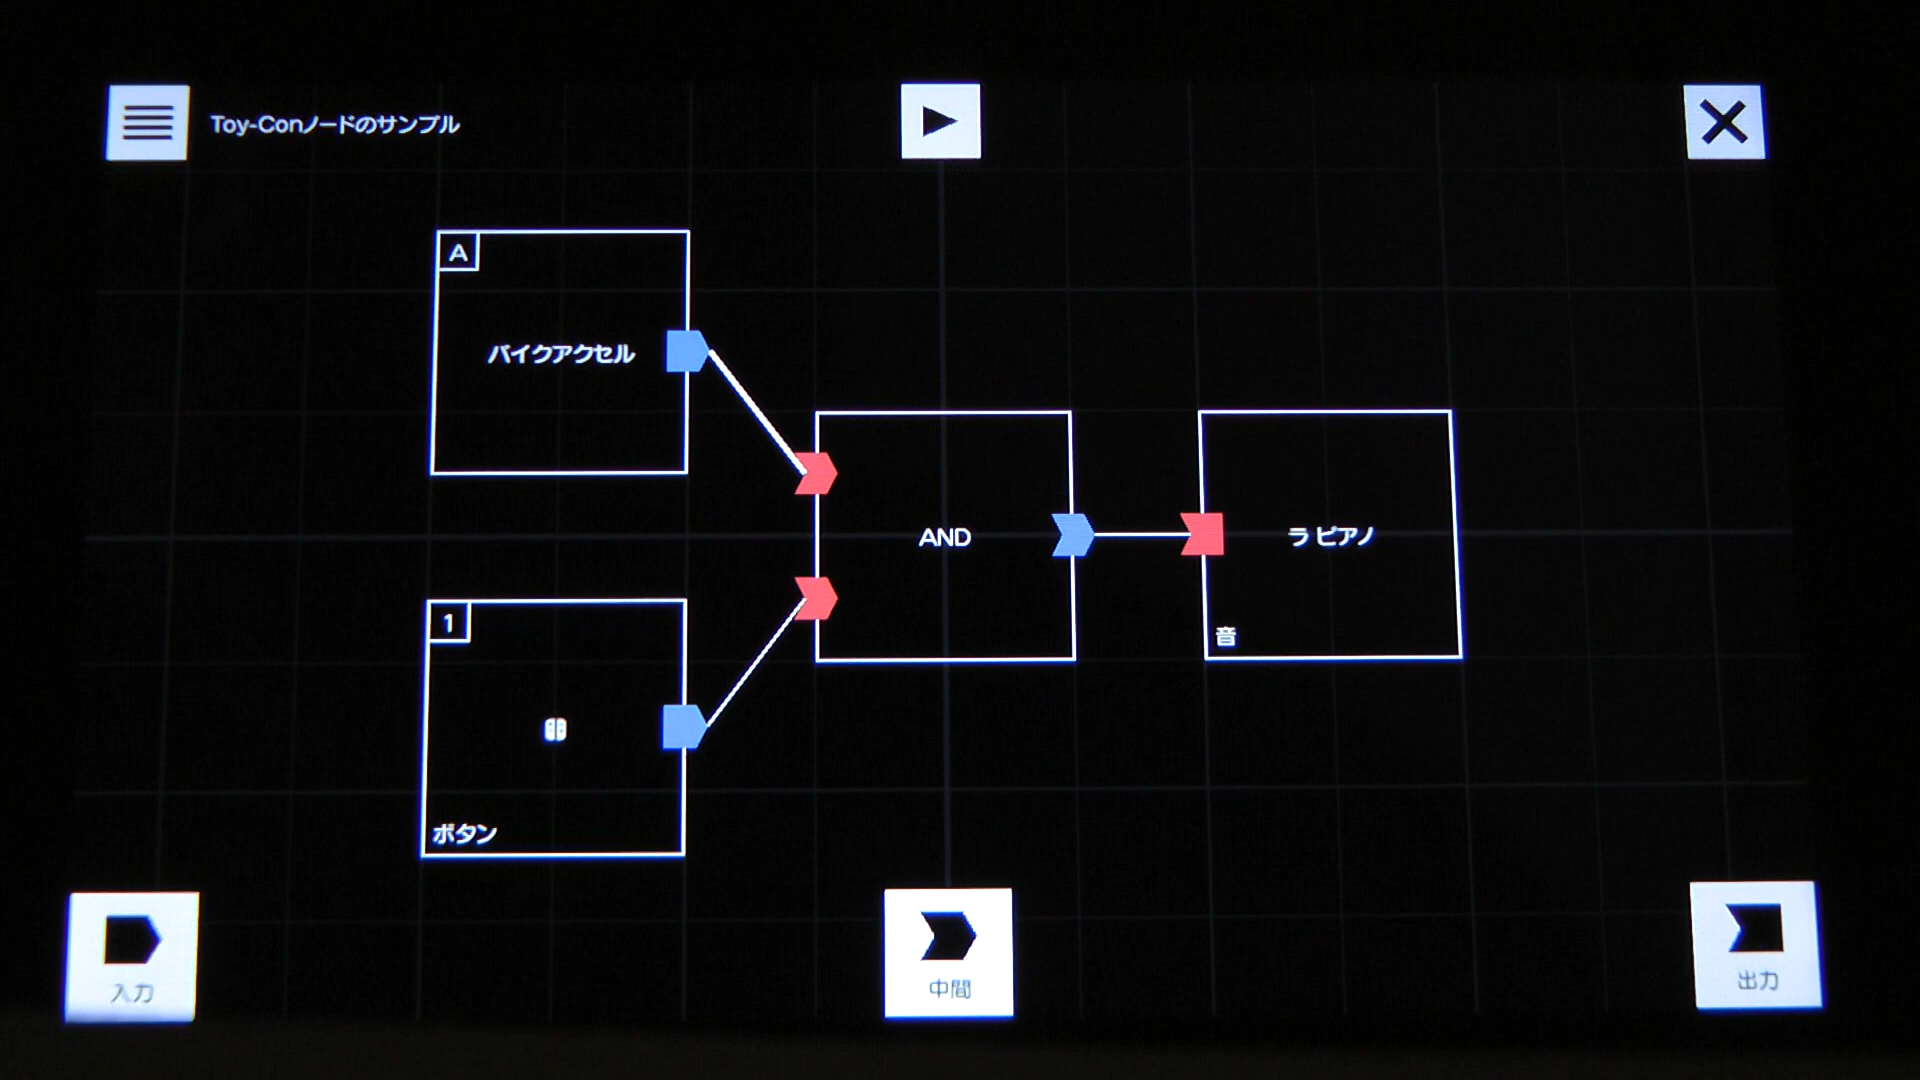 Toy-Conノードのサンプル
A
バイクアクセル
AND
ラ ピアノ
音
1
ボタン
入力
中間
出力